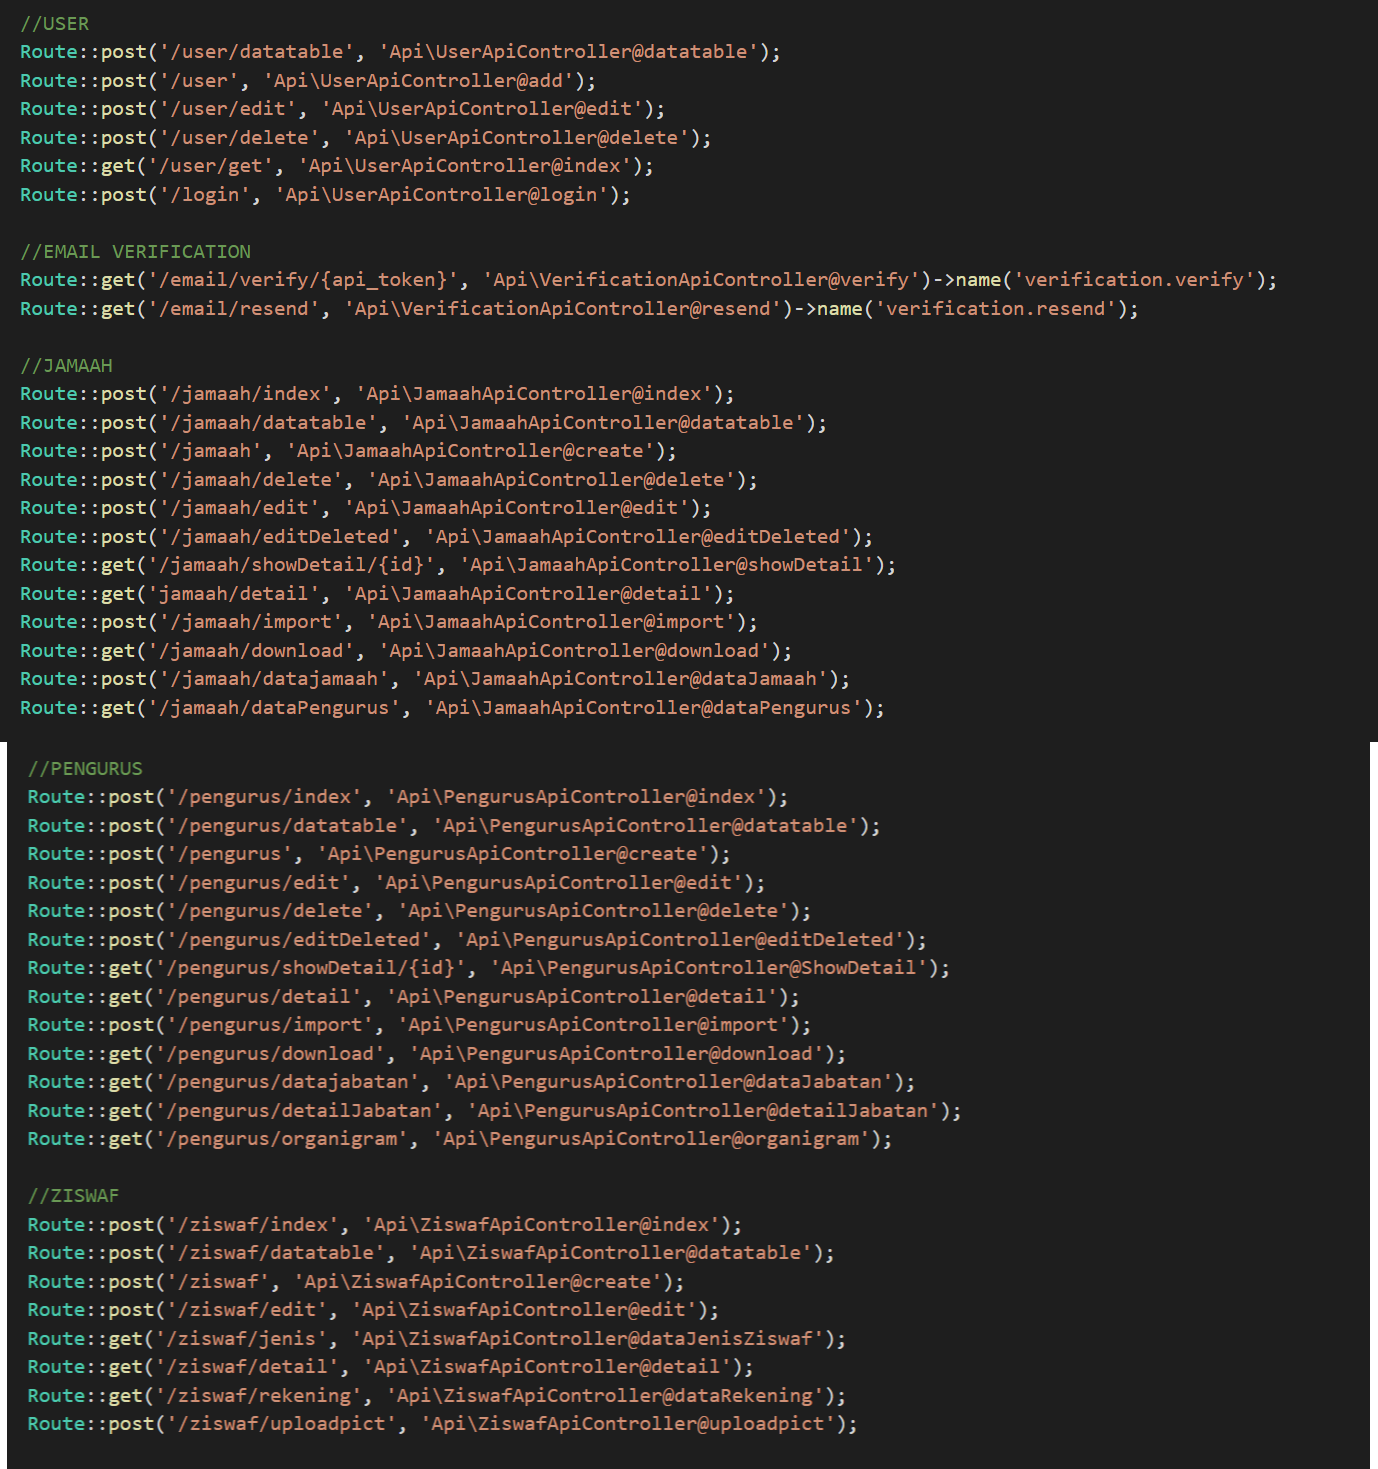 //USER
Route::post('/user/datatable', 'Api\UserApiController@datatable');
Route::post('/user', 'Api\UserApiController@add');
Route::post('/user/edit', 'Api\UserApiController@edit');
Route::post('/user/delete', 'Api\UserApiController@delete');
Route::get('/user/get', 'Api\UserApiController@index');
Route::post('/login', 'Api\UserApiController@login');
//EMAIL VERIFICATION
Route::get('/email/verify/{api_token}', 'Api\VerificationApiController@verify')->name('verification.verify');
Route::get('/email/resend', 'Api\VerificationApiController@resend')->name('verification.resend');
//JAMAAH
Route::post('/jamaah/index', 'Api\JamaahApiController@index');
Route::post('/jamaah/datatable', 'Api\JamaahApiController@datatable');
Route::post('/jamaah', 'Api\JamaahApiController@create');
Route::post('/jamaah/delete', 'Api\JamaahApiController@delete');
Route::post('/jamaah/edit', 'Api\JamaahApiController@edit');
Route::post('/jamaah/editDeleted', 'Api\JamaahApiController@editDeleted');
Route::get('/jamaah/showDetail/{id}', 'Api\JamaahApiController@showDetail');
Route::get('jamaah/detail', 'Api\JamaahApiController@detail');
Route::post('/jamaah/import', 'Api\JamaahApiController@import');
Route::get('/jamaah/download', 'Api\JamaahApiController@download');
Route::post('/jamaah/datajamaah', 'Api\JamaahApiController@dataJamaah');
Route::get('/jamaah/dataPengurus', 'Api\JamaahApiController@dataPengurus');
//PENGURUS
Route::post('/pengurus/index', 'Api\PengurusApiController@index');
Route::post('/pengurus/datatable', 'Api\PengurusApiController@datatable');
Route::post('/pengurus', 'Api\PengurusApiController@create');
Route::post('/pengurus/edit', 'Api\PengurusApiController@edit');
Route::post('/pengurus/delete', 'Api\PengurusApiController@delete');
Route::post('/pengurus/editDeleted', 'Api\PengurusApiController@editDeleted');
Route::get('/pengurus/showDetail/{id}', 'Api\PengurusApiController@ShowDetail');
Route::get('/pengurus/detail', 'Api\PengurusApiController@detail');
Route::post('/pengurus/import', 'Api\PengurusApiController@import');
Route::get('/pengurus/download', 'Api\PengurusApiController@download');
Route::get('/pengurus/datajabatan', 'Api\PengurusApiController@dataJabatan');
Route::get('/pengurus/detailJabatan', 'Api\PengurusApiController@detailJabatan');
Route::get('/pengurus/organigram', 'Api\PengurusApiController@organigram');
//ZISWAF
Route::post('/ziswaf/index', 'Api\ZiswafApiController@index');
Route::post('/ziswaf/datatable', 'Api\ZiswafApiController@datatable');
Route::post('/ziswaf', 'Api\ZiswafApiController@create');
Route::post('/ziswaf/edit', 'Api\ZiswafApiController@edit');
Route::get('/ziswaf/jenis', 'Api\ZiswafApiController@dataJenisZiswaf');
Route::get('/ziswaf/detail', 'Api\ZiswafApiController@detail');
Route::get('/ziswaf/rekening', 'Api\ZiswafApiController@dataRekening');
Route::post('/ziswaf/uploadpict', 'Api\ZiswafApiController@uploadpict');